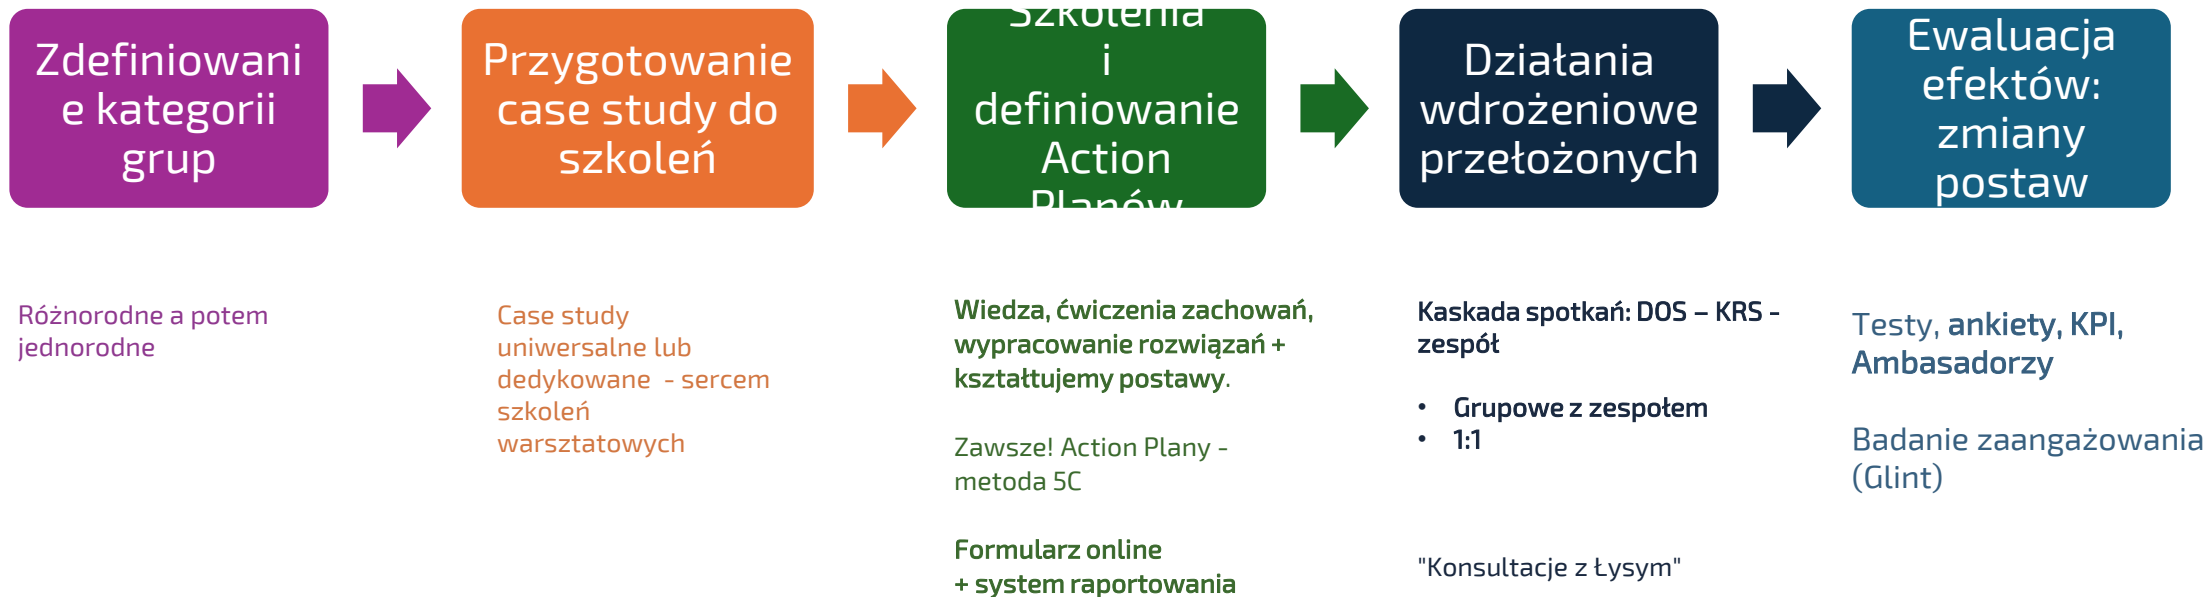 Zdefiniowani
e kategorii
grup
Przygotowanie
case study do
szkoleń
Szkolenia
i
definiowanie
Action
Planów
Działania
wdrożeniowe
przełożonych
Ewaluacja
efektów:
zmiany
postaw
Różnorodne a potem
jednorodne
Case study
uniwersalne lub
dedykowane - sercem
szkoleń
warsztatowych
Wiedza, ćwiczenia zachowań,
wypracowanie rozwiązań +
kształtujemy postawy.
Zawsze! Action Plany -
metoda 5C
Formularz online
+ system raportowania
Kaskada spotkań: DOS – KRS -
zespół
• Grupowe z zespołem
• 1:1
"Konsultacje z Łysym"
Testy, ankiety, KPI,
Ambasadorzy
Badanie zaangażowania
(Glint)